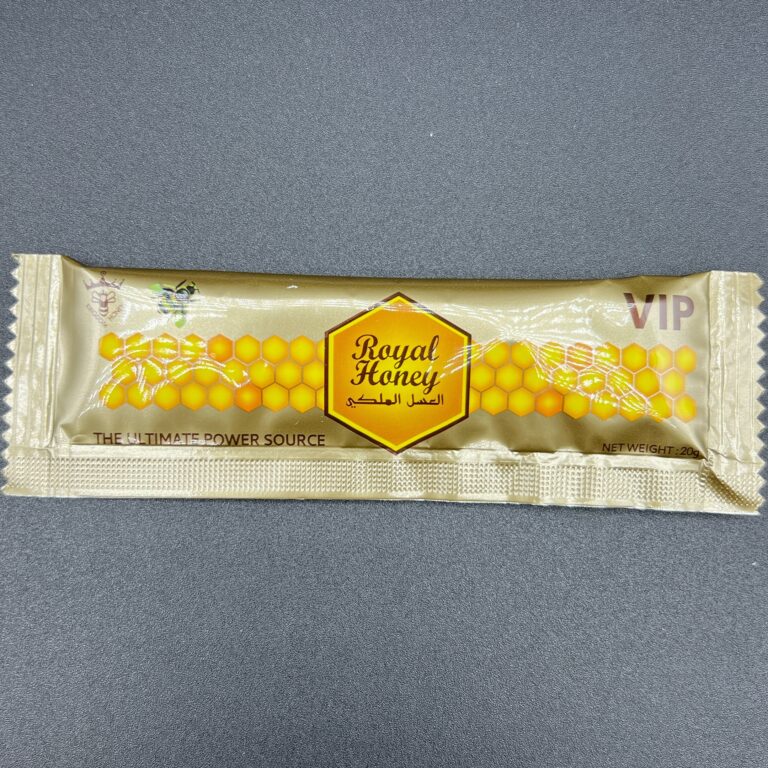 VIP
Royal
Honey
العسل الملكي
THE ULTIMATE POWER SOURCE
NET WEIGHT : 20g